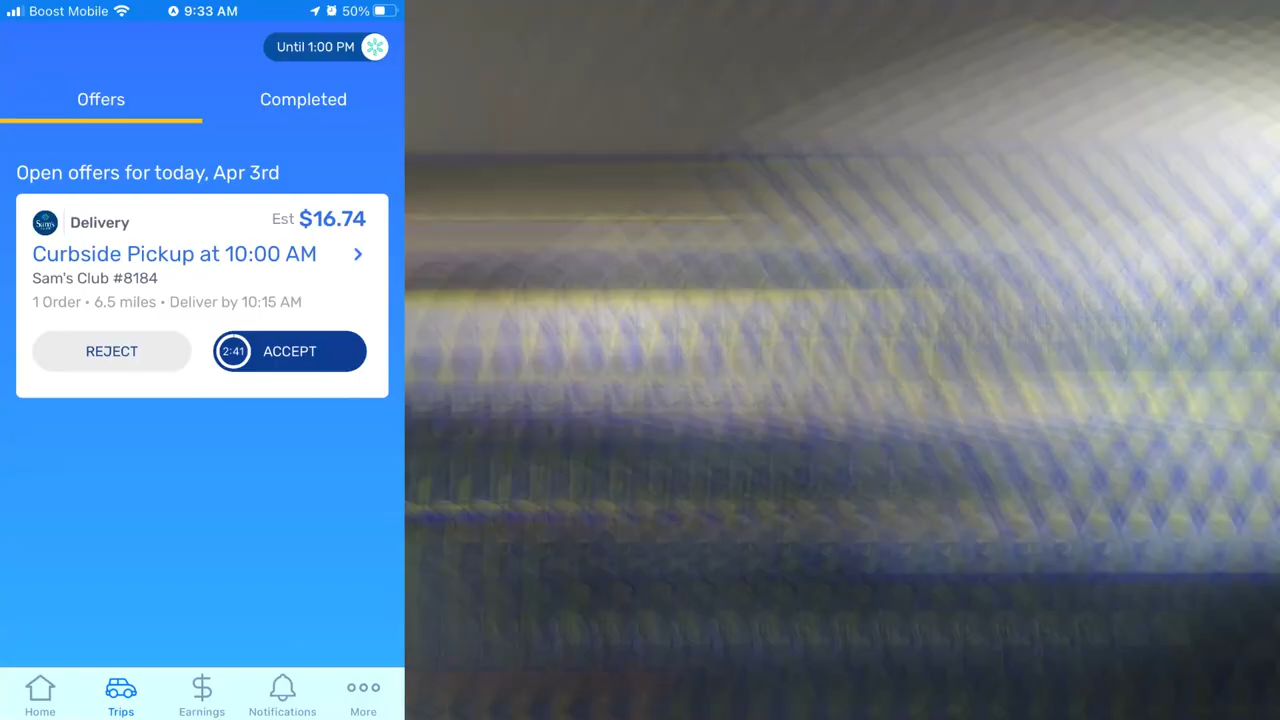 Boost Mobile 9:33 AM 50%
Until 1:00 PM
Offers Completed
Open offers for today, Apr 3rd
Delivery Est $16.74
Curbside Pickup at 10:00 AM
Sam's Club #8184
1 Order • 6.5 miles • Deliver by 10:15 AM
REJECT 2:41 ACCEPT
Home Trips Earnings Notifications More